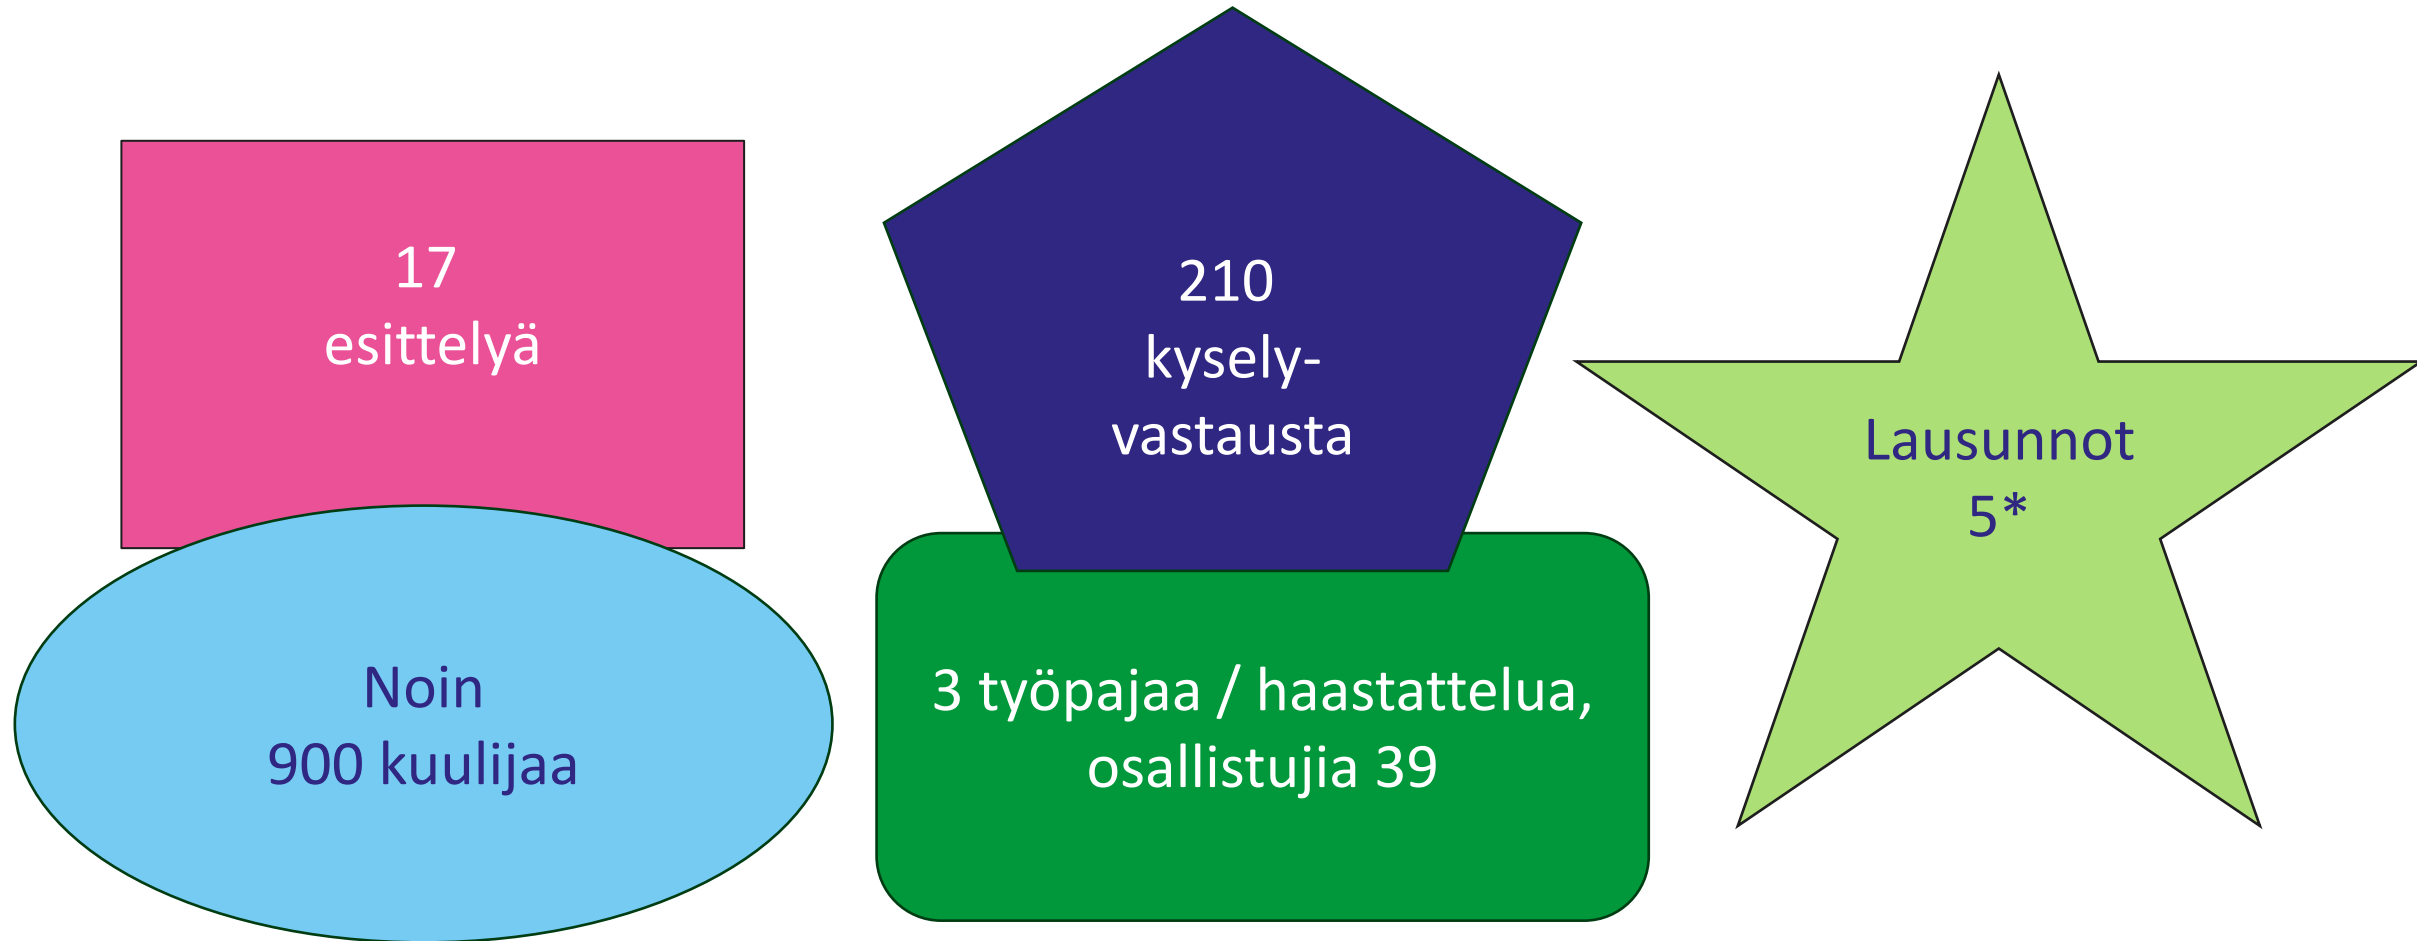 17
esittelyä
Noin
900 kuulijaa
210
kysely-
vastausta
3 työpajaa / haastattelua,
osallistujia 39
Lausunnot
5*